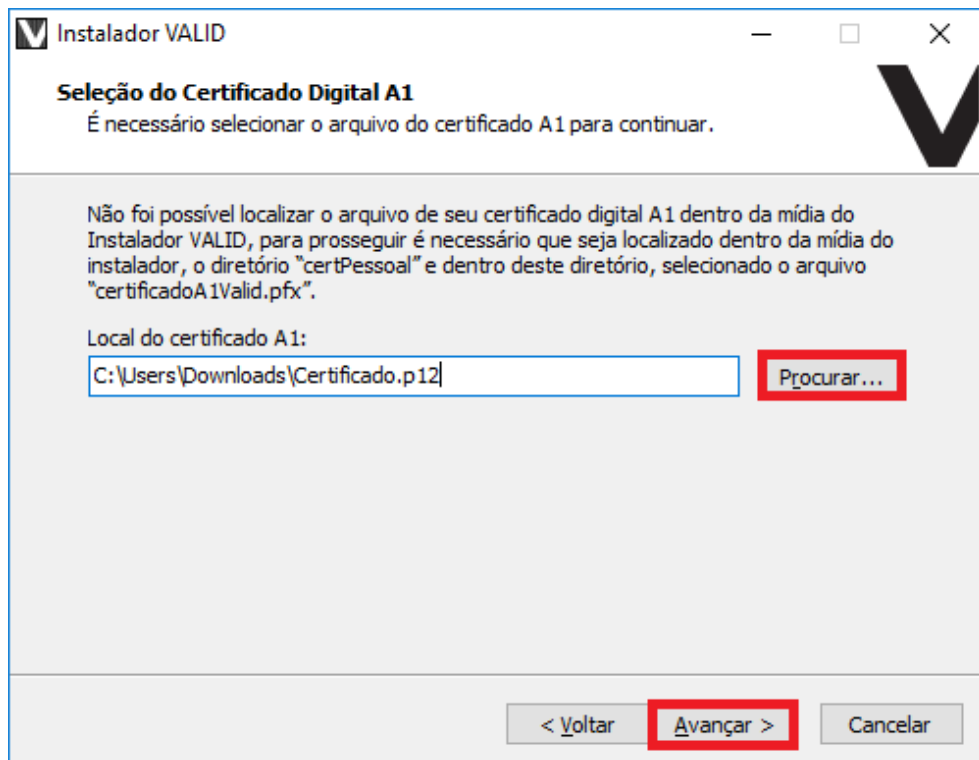 Instalador VALID
Seleção do Certificado Digital A1
É necessário selecionar o arquivo do certificado A1 para continuar.
Não foi possível localizar o arquivo de seu certificado digital A1 dentro da mídia do
Instalador VALID, para prosseguir é necessário que seja localizado dentro da mídia do
instalador, o diretório “certPessoal” e dentro deste diretório, selecionado o arquivo
“certificadoA1Valid.pfx”.
Local do certificado A1:
C:\Users\Downloads\Certificado.p12
Procurar...
< Voltar
Avançar >
Cancelar